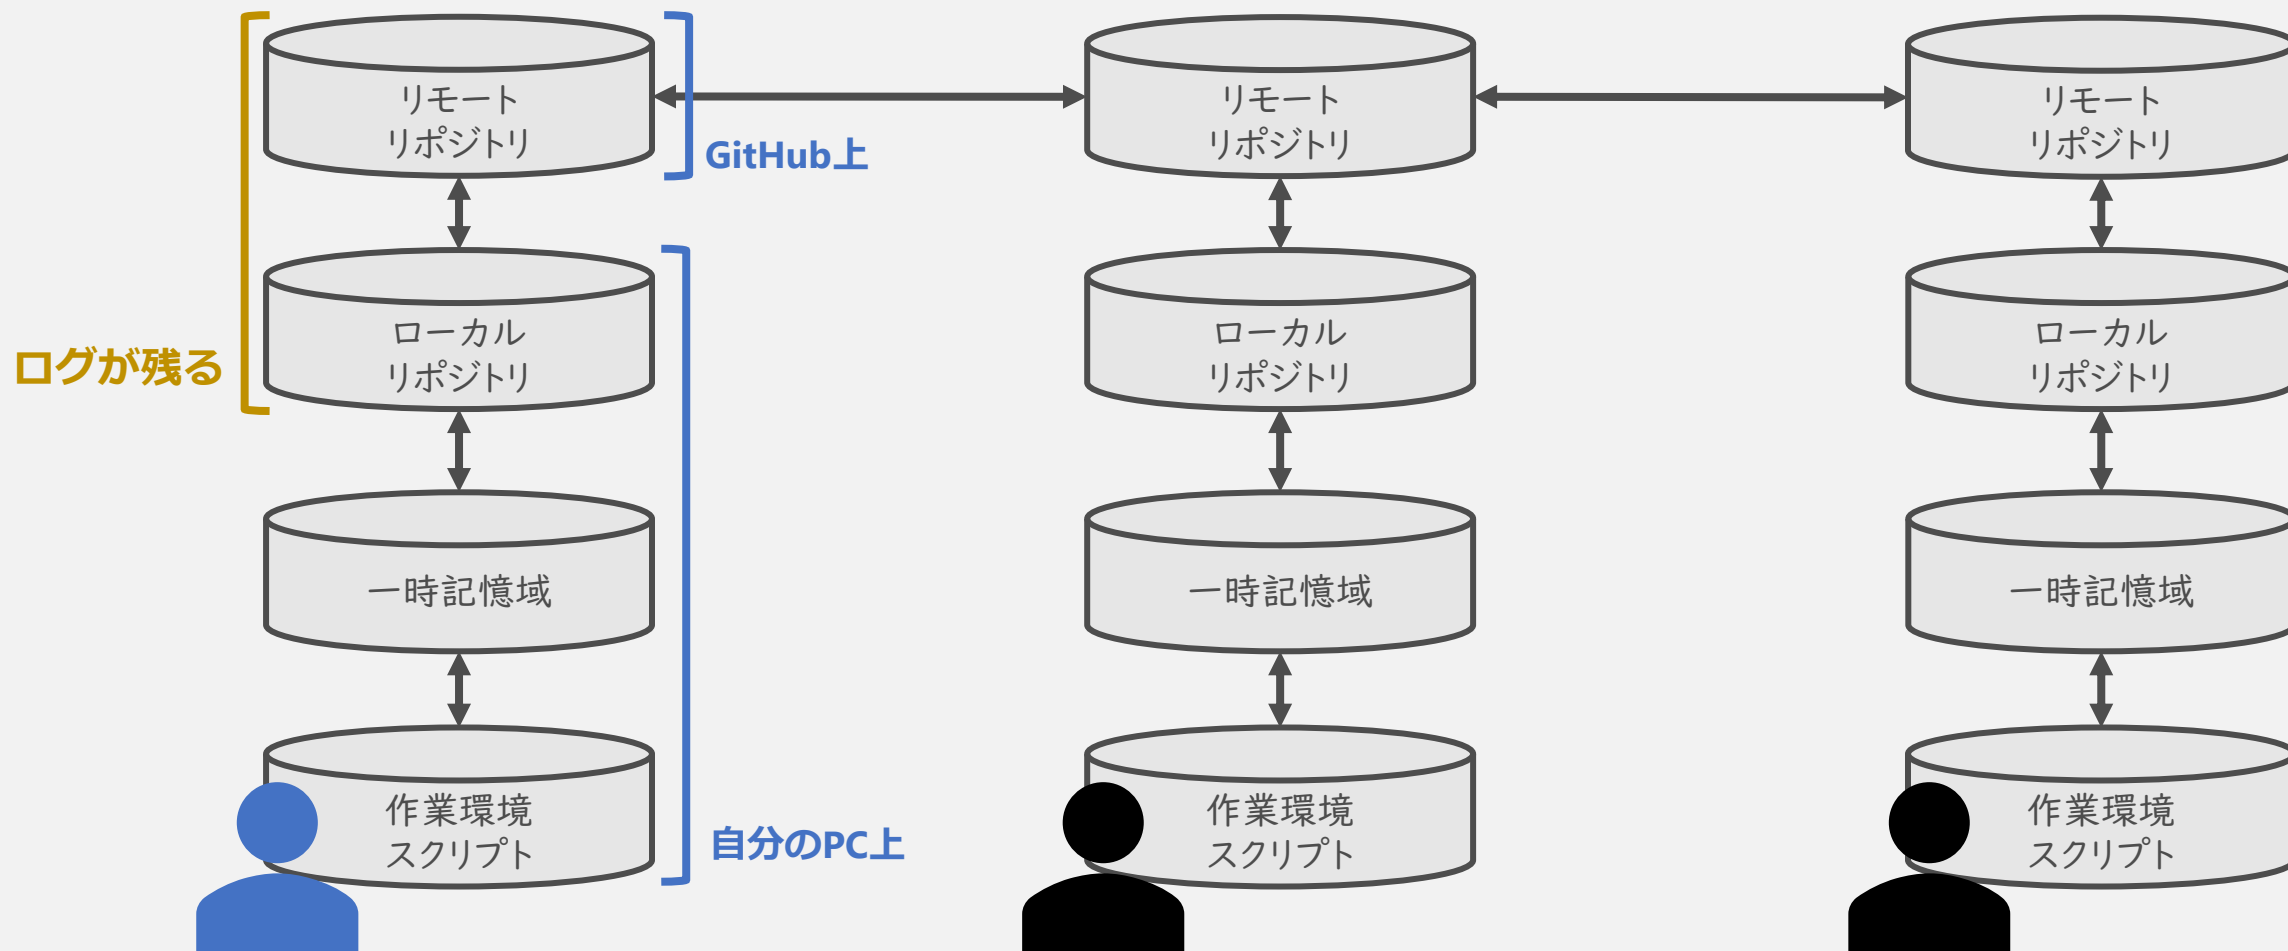 リモート
リポジトリ
リモート
リポジトリ
リモート
リポジトリ
GitHub上
ローカル
リポジトリ
ローカル
リポジトリ
ローカル
リポジトリ
ログが残る
一時記憶域
一時記憶域
一時記憶域
作業環境
スクリプト
作業環境
スクリプト
作業環境
スクリプト
自分のPC上